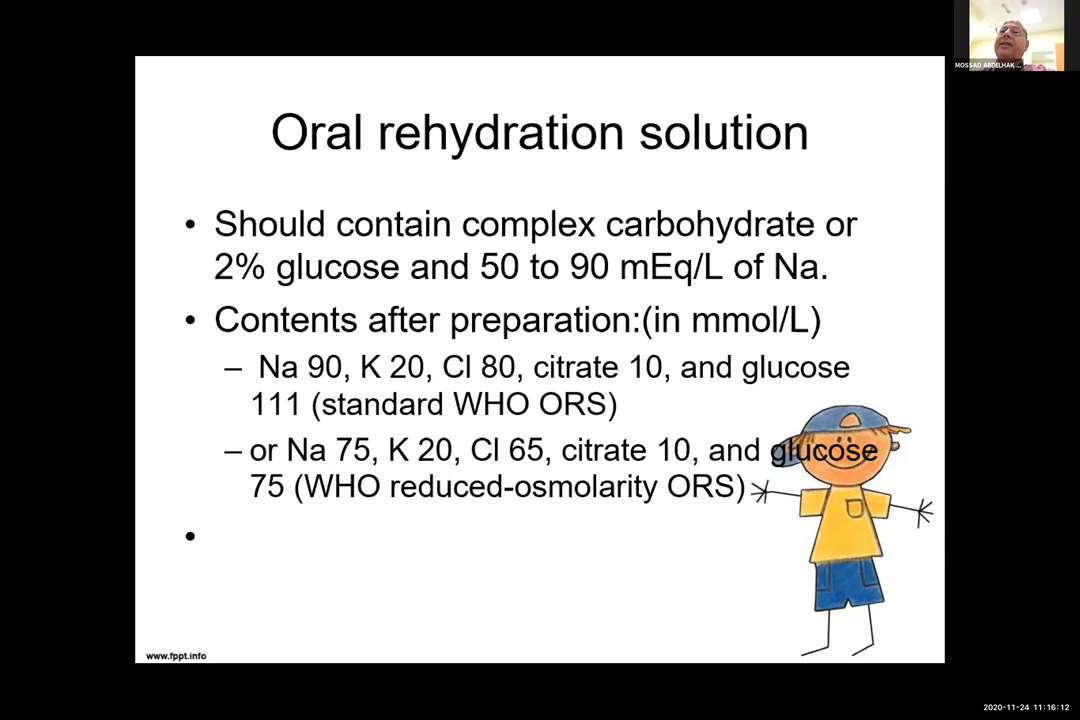 MOSSAD ABDELHAK ...
Oral rehydration solution
• Should contain complex carbohydrate or
2% glucose and 50 to 90 mEq/L of Na.
• Contents after preparation:(in mmol/L)
– Na 90, K 20, Cl 80, citrate 10, and glucose
111 (standard WHO ORS)
– or Na 75, K 20, Cl 65, citrate 10, and glucose
75 (WHO reduced-osmolarity ORS)
•
www.fppt.info
2020-11-24 11:16:12